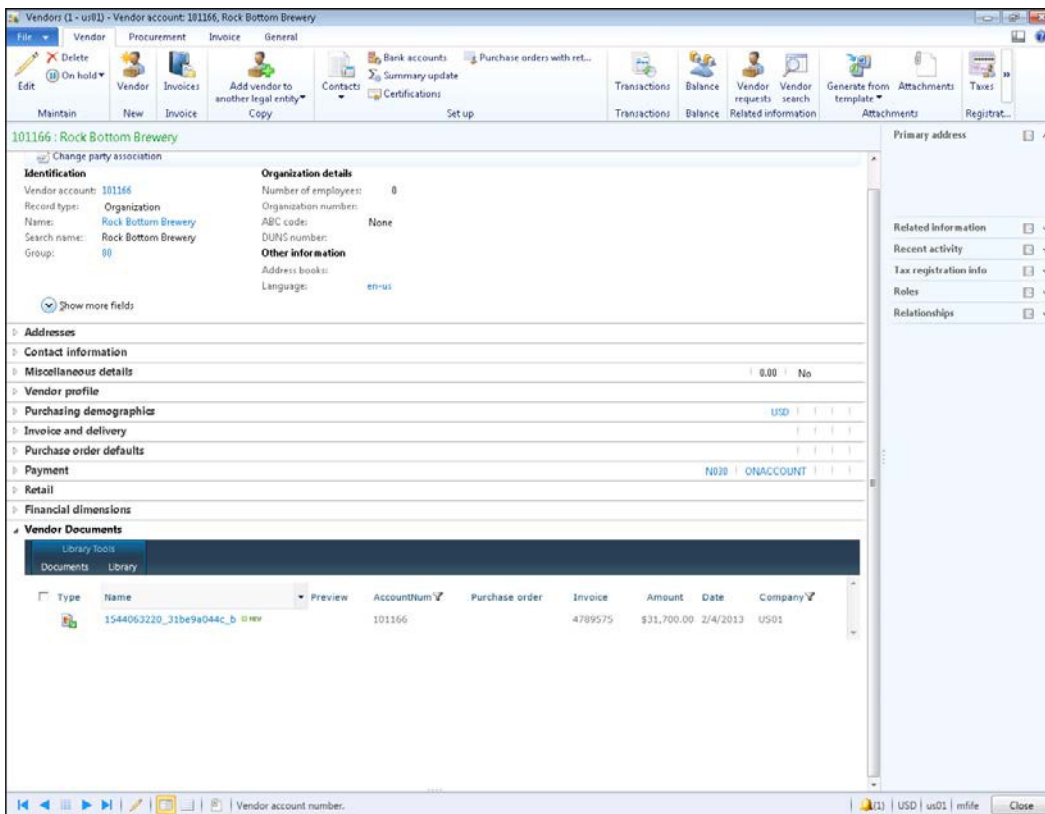 Vendors (1 - us01) - Vendor account: 101166, Rock Bottom Brewery
File Vendor Procurement Invoice General
Edit
Delete
On hold
Maintain
Vendor
New
Invoices
Invoice
Add vendor to
another legal entity
Copy
Contacts
Bank accounts
Summary update
Certifications
Purchase orders with ret...
Set up
Transactions
Transactions
Balance
Balance
Vendor
requests
Vendor
search
Related information
Generate from
template
Attachments
Attachments
Taxes
Registrat...
101166 : Rock Bottom Brewery
Change party association
Identification
Vendor account: 101166
Record type: Organization
Name: Rock Bottom Brewery
Search name: Rock Bottom Brewery
Group: 80
Organization details
Number of employees: 0
Organization number:
ABC code: None
DUNS number:
Other information
Address books:
Language: en-us
Show more fields
Addresses
Contact information
Miscellaneous details 0.00 No
Vendor profile
Purchasing demographics USD
Invoice and delivery
Purchase order defaults
Payment N030 ONACCOUNT
Retail
Financial dimensions
Vendor Documents
Library Tools
Documents Library
Type Name Preview AccountNum Purchase order Invoice Amount Date Company
1544063220_31be9a044c_b NEW 101166 4789575 $31,700.00 2/4/2013 US01
Primary address
Related information
Recent activity
Tax registration info
Roles
Relationships
Vendor account number. (1) USD us01 mfife Close